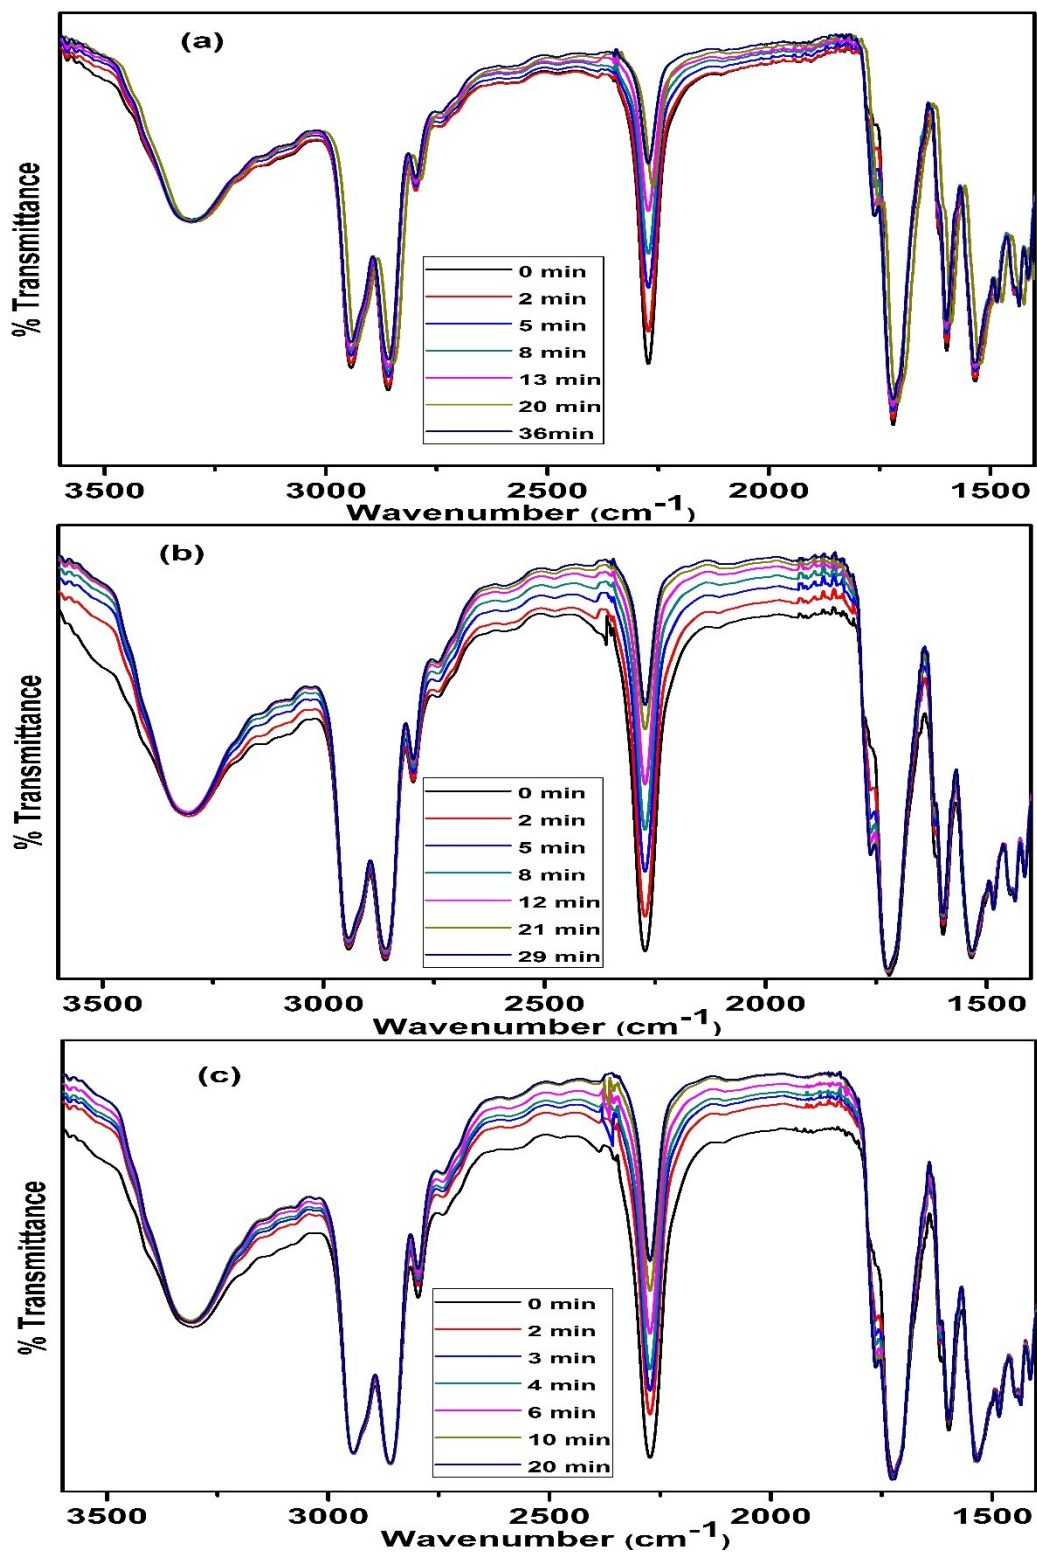 (a)
% Transmittance
0 min
2 min
5 min
8 min
13 min
20 min
36min
3500 3000 2500 2000 1500
Wavenumber (cm⁻¹)
(b)
% Transmittance
0 min
2 min
5 min
8 min
12 min
21 min
29 min
3500 3000 2500 2000 1500
Wavenumber (cm⁻¹)
(c)
% Transmittance
0 min
2 min
3 min
4 min
6 min
10 min
20 min
3500 3000 2500 2000 1500
Wavenumber (cm⁻¹)